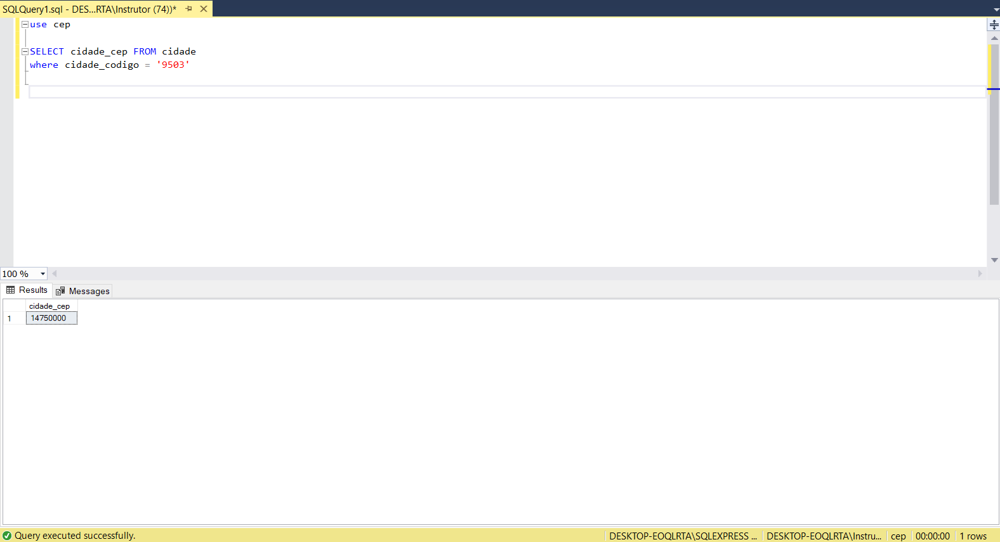 SQLQuery1.sql - DES...RTA\Instrutor (74))*
use cep
SELECT cidade_cep FROM cidade
where cidade_codigo = '9503'
100 %
Results
Messages
cidade_cep
1 14750000
Query executed successfully.
DESKTOP-EOQLRTA\SQLEXPRESS ...
DESKTOP-EOQLRTA\Instru...
cep
00:00:00
1 rows